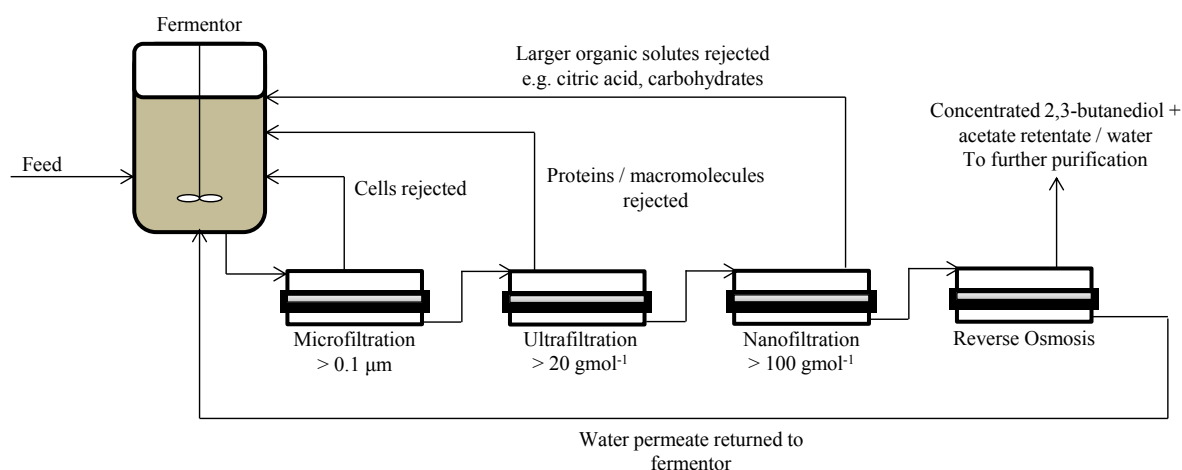 Fermentor
Larger organic solutes rejected
e.g. citric acid, carbohydrates
Concentrated 2,3-butanediol +
acetate retentate / water
To further purification
Feed
Cells rejected
Proteins / macromolecules
rejected
Microfiltration
> 0.1 μm
Ultrafiltration
> 20 gmol-1
Nanofiltration
> 100 gmol-1
Reverse Osmosis
Water permeate returned to
fermentor